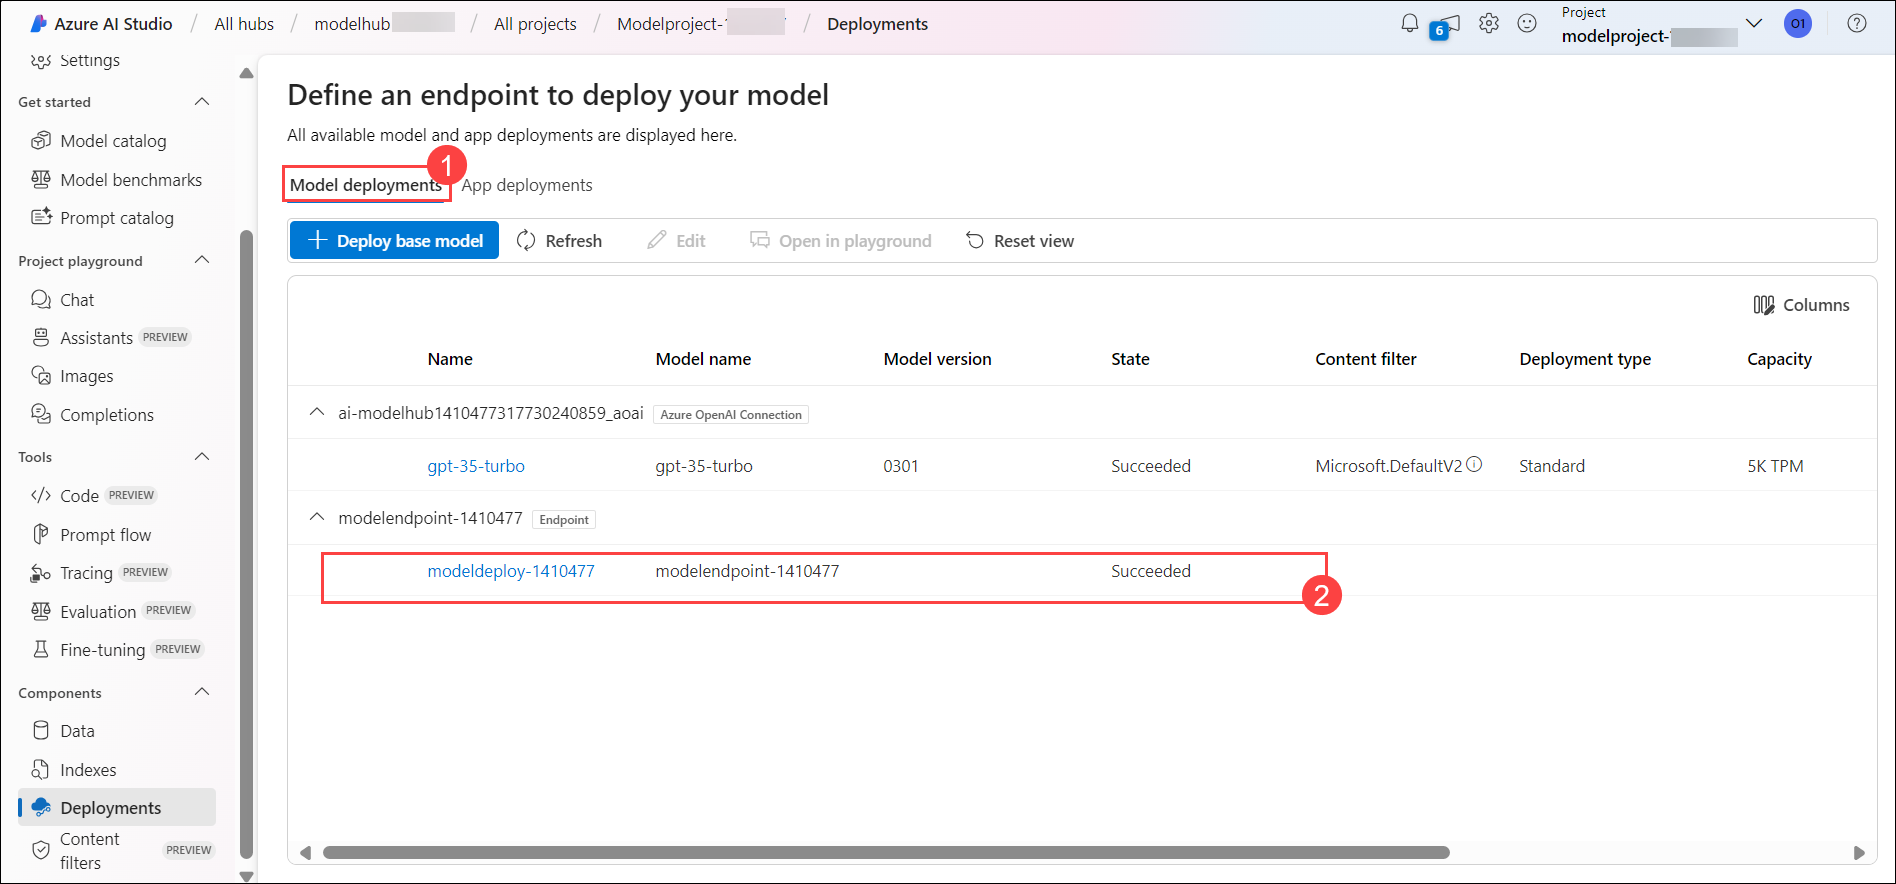 Azure AI Studio / All hubs / modelhub / All projects / Modelproject- / Deployments
6
Project
modelproject-
O1
Settings
Get started
Model catalog
Model benchmarks
Prompt catalog
Project playground
Chat
Assistants PREVIEW
Images
Completions
Tools
Code PREVIEW
Prompt flow
Tracing PREVIEW
Evaluation PREVIEW
Fine-tuning PREVIEW
Components
Data
Indexes
Deployments
Content filters PREVIEW
Define an endpoint to deploy your model
All available model and app deployments are displayed here.
1
Model deployments App deployments
Deploy base model Refresh Edit Open in playground Reset view
Columns
Name Model name Model version State Content filter Deployment type Capacity
ai-modelhub1410477317730240859_aoai Azure OpenAI Connection
gpt-35-turbo gpt-35-turbo 0301 Succeeded Microsoft.DefaultV2 Standard 5K TPM
modelendpoint-1410477 Endpoint
modeldeploy-1410477 modelendpoint-1410477 Succeeded
2